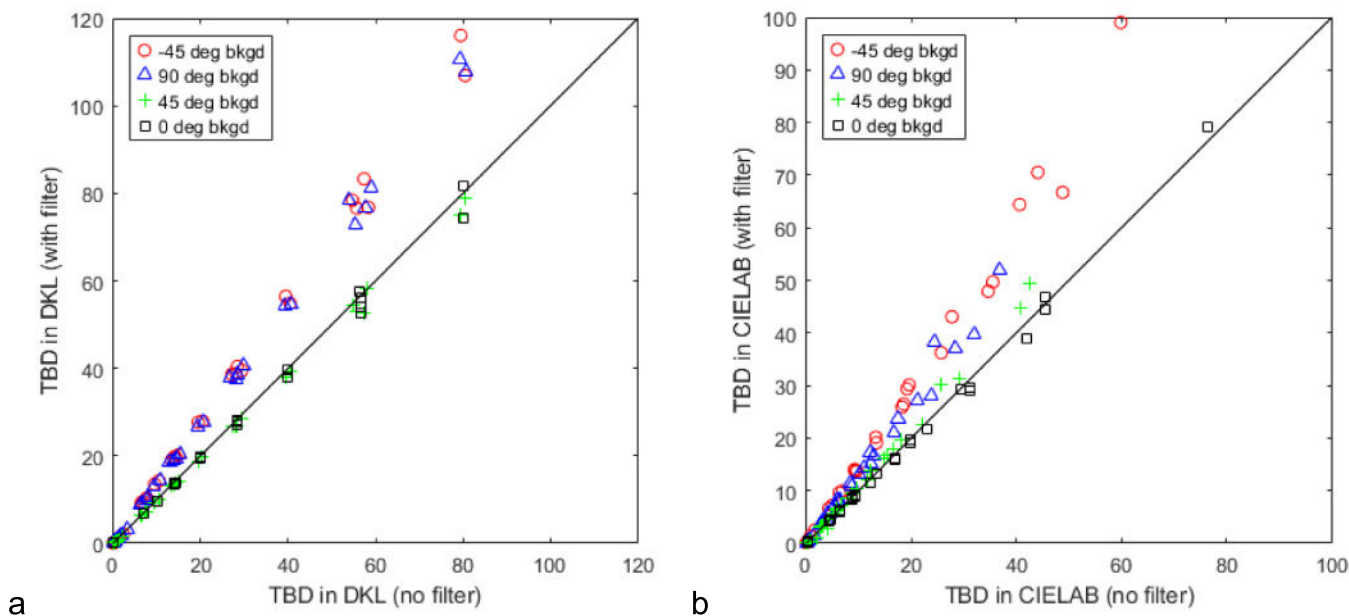 120
100
80
60
40
20
0
TBD in DKL (with filter)
-45 deg bkgd
90 deg bkgd
45 deg bkgd
0 deg bkgd
0 20 40 60 80 100 120
TBD in DKL (no filter)
a
100
90
80
70
60
50
40
30
20
10
0
TBD in CIELAB (with filter)
-45 deg bkgd
90 deg bkgd
45 deg bkgd
0 deg bkgd
0 20 40 60 80 100
TBD in CIELAB (no filter)
b